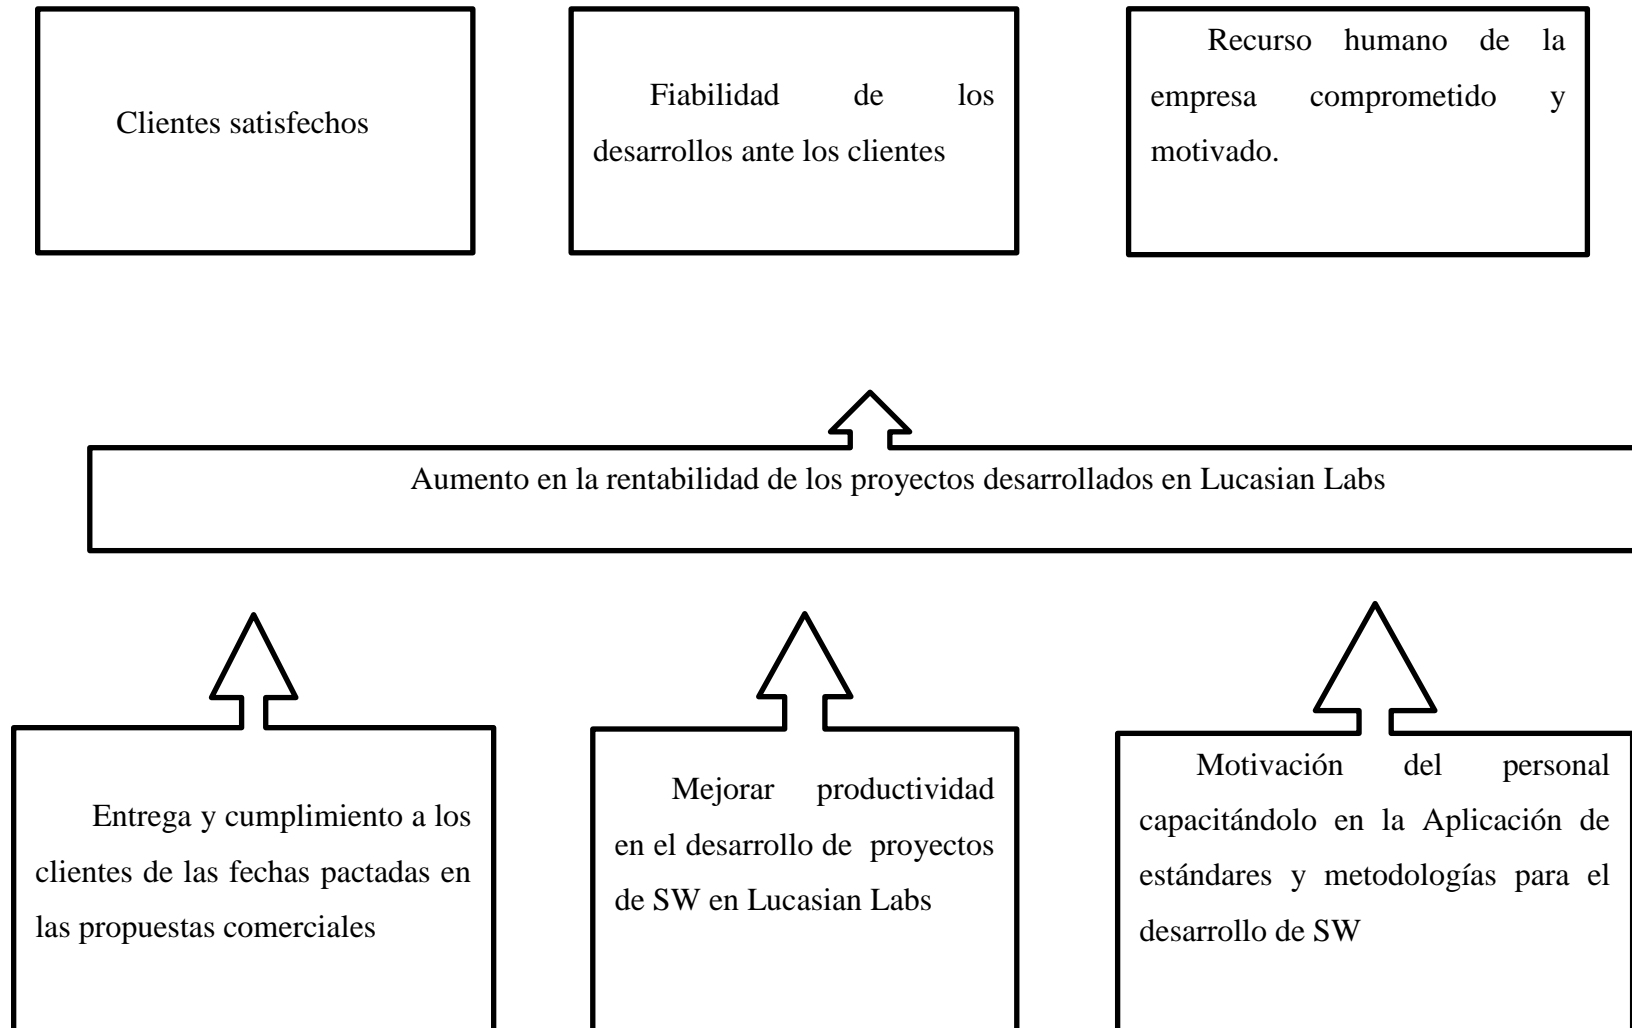 Clientes satisfechos
Fiabilidad de los
desarrollos ante los clientes
Recurso humano de la
empresa comprometido y
motivado.
Aumento en la rentabilidad de los proyectos desarrollados en Lucasian Labs
Entrega y cumplimiento a los
clientes de las fechas pactadas en
las propuestas comerciales
Mejorar productividad
en el desarrollo de proyectos
de SW en Lucasian Labs
Motivación del personal
capacitándolo en la Aplicación de
estándares y metodologías para el
desarrollo de SW